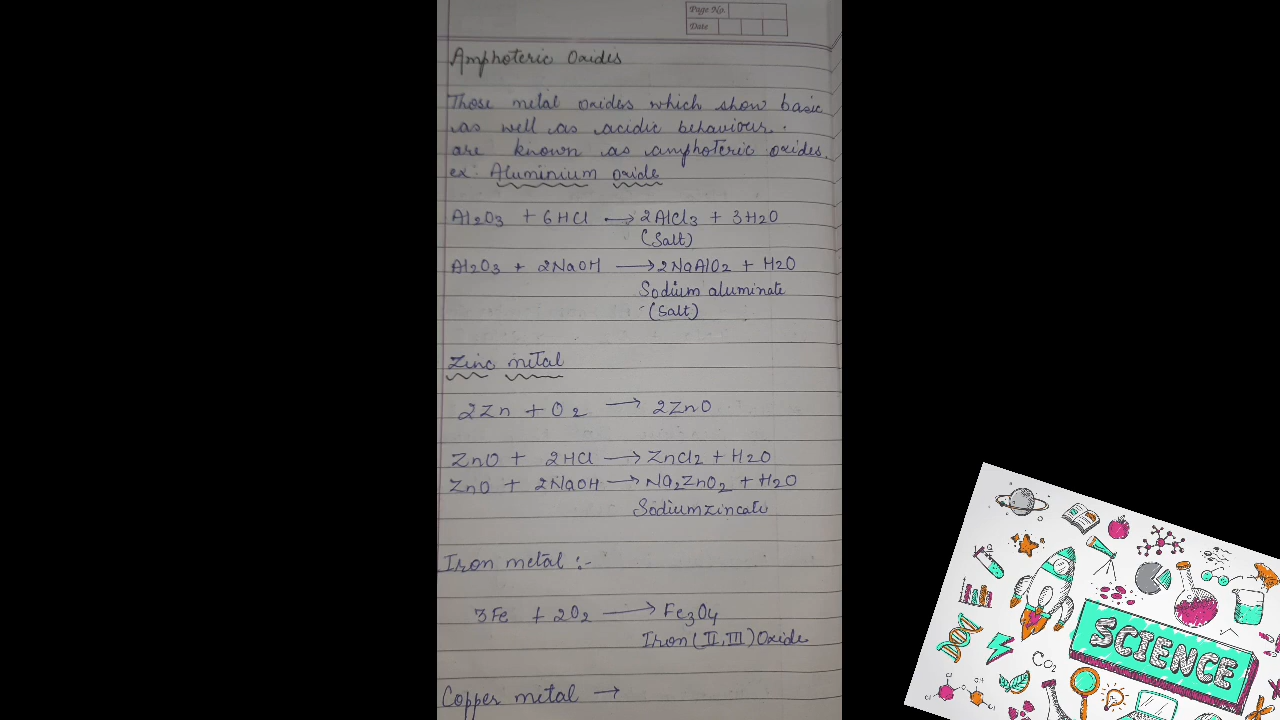 Page No.
Date
Amphoteric Oxides
Those metal oxides which show basic
as well as acidic behaviour.
are known as amphoteric oxides.
ex: Aluminium oxide
Al2O3 + 6HCl → 2AlCl3 + 3H2O
(Salt)
Al2O3 + 2NaOH → 2NaAlO2 + H2O
Sodium aluminate
(Salt)
Zinc metal
2Zn + O2 → 2ZnO
ZnO + 2HCl → ZnCl2 + H2O
ZnO + 2NaOH → Na2ZnO2 + H2O
Sodiumzincate
Iron metal :-
3Fe + 2O2 → Fe3O4
Iron(II,III)Oxide
Copper metal →
SCIENCE
DON
CO2